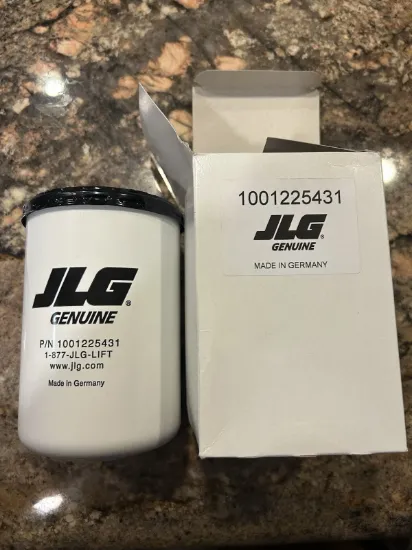 JLG®
GENUINE
P/N 1001225431
1-877-JLG-LIFT
www.jlg.com
Made in Germany
1001225431
JLG®
GENUINE
MADE IN GERMANY